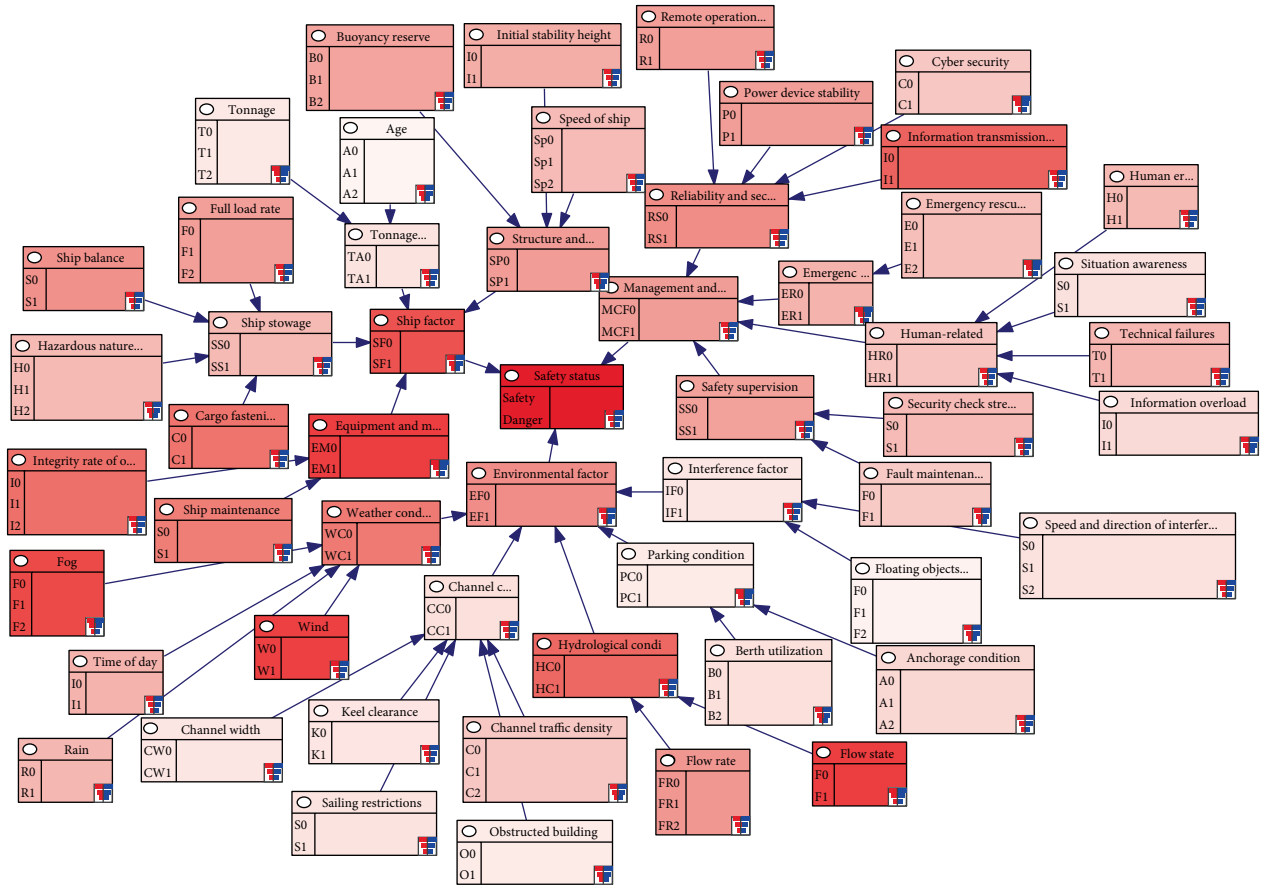 Remote operation...
R0
R1
Buoyancy reserve
B0
B1
B2
Initial stability height
I0
I1
Cyber security
C0
C1
Power device stability
P0
P1
Tonnage
T0
T1
T2
Age
A0
A1
A2
Speed of ship
Sp0
Sp1
Sp2
Information transmission...
I0
I1
Human er...
H0
H1
Reliability and sec...
RS0
RS1
Emergency rescu...
E0
E1
E2
Full load rate
F0
F1
F2
Tonnage...
TA0
TA1
Structure and...
SP0
SP1
Ship balance
S0
S1
Situation awareness
S0
S1
Emergenc ...
ER0
ER1
Management and...
MCF0
MCF1
Ship stowage
SS0
SS1
Ship factor
SF0
SF1
Human-related
HR0
HR1
Technical failures
T0
T1
Hazardous nature...
H0
H1
H2
Safety status
Safety
Danger
Safety supervision
SS0
SS1
Security check stre...
S0
S1
Information overload
I0
I1
Cargo fasteni...
C0
C1
Equipment and m...
EM0
EM1
Integrity rate of o...
I0
I1
I2
Environmental factor
EF0
EF1
Interference factor
IF0
IF1
Fault maintenan...
F0
F1
Ship maintenance
S0
S1
Weather cond...
WC0
WC1
Speed and direction of interfer...
S0
S1
S2
Fog
F0
F1
F2
Parking condition
PC0
PC1
Floating objects...
F0
F1
F2
Channel c...
CC0
CC1
Wind
W0
W1
Hydrological condi
HC0
HC1
Berth utilization
B0
B1
B2
Anchorage condition
A0
A1
A2
Time of day
I0
I1
Channel width
CW0
CW1
Keel clearance
K0
K1
Channel traffic density
C0
C1
C2
Rain
R0
R1
Flow rate
FR0
FR1
FR2
Flow state
F0
F1
Sailing restrictions
S0
S1
Obstructed building
O0
O1